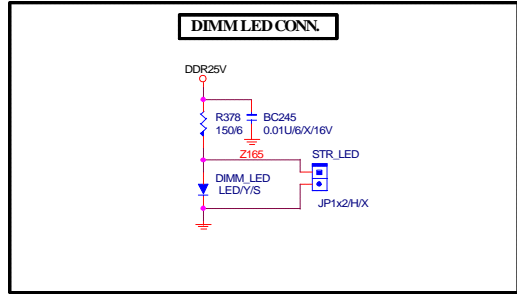 DIMM LED CONN.
DDR25V
R378
150/6
BC245
0.01U/6/X/16V
Z165
STR_LED
DIMM_LED
LED/Y/S
JP1x2/H/X